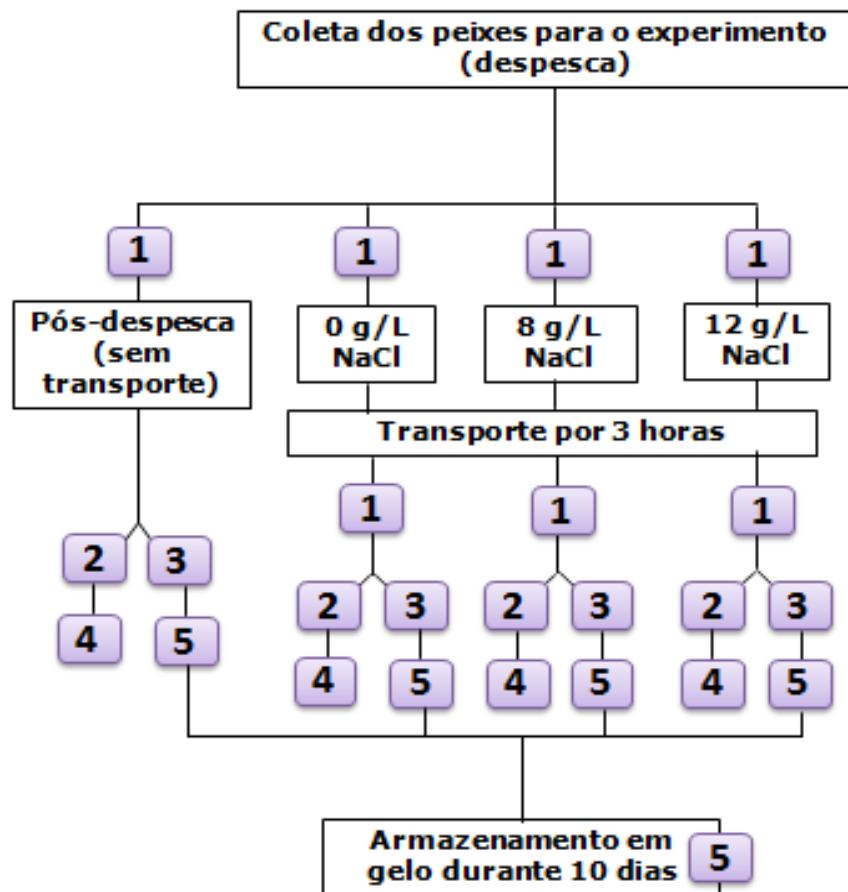 Coleta dos peixes para o experimento
(despesca)
1 1 1 1
Pós-despesca
(sem
transporte)
0 g/L
NaCl
8 g/L
NaCl
12 g/L
NaCl
Transporte por 3 horas
1 1 1
2 3
2 3 2 3 2 3
4 5
4 5 4 5 4 5
Armazenamento em
gelo durante 10 dias
5